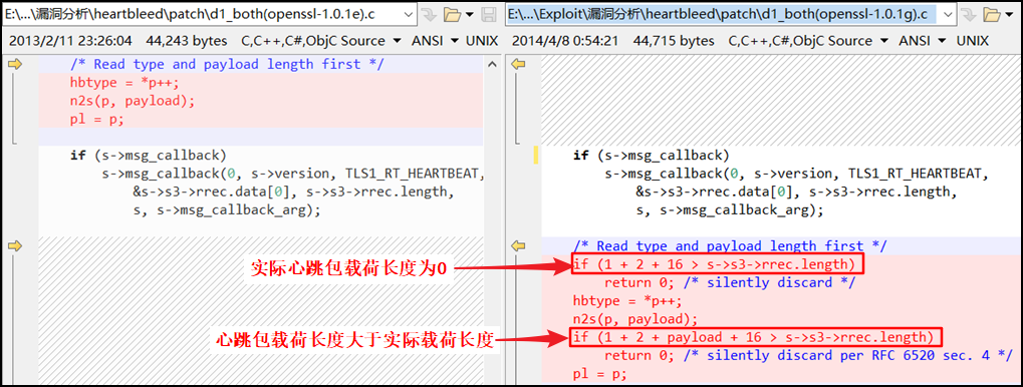 E:\...\漏洞分析\heartbleed\patch\d1_both(openssl-1.0.1e).c
2013/2/11 23:26:04 44,243 bytes C,C++,C#,ObjC Source ANSI UNIX
/* Read type and payload length first */
hbtype = *p++;
n2s(p, payload);
pl = p;
if (s->msg_callback)
s->msg_callback(0, s->version, TLS1_RT_HEARTBEAT,
&s->s3->rrec.data[0], s->s3->rrec.length,
s, s->msg_callback_arg);
实际心跳包载荷长度为0
心跳包载荷长度大于实际载荷长度
E:\...\Exploit\漏洞分析\heartbleed\patch\d1_both(openssl-1.0.1g).c
2014/4/8 0:54:21 44,715 bytes C,C++,C#,ObjC Source ANSI UNIX
if (s->msg_callback)
s->msg_callback(0, s->version, TLS1_RT_HEARTBEAT,
&s->s3->rrec.data[0], s->s3->rrec.length,
s, s->msg_callback_arg);
/* Read type and payload length first */
if (1 + 2 + 16 > s->s3->rrec.length)
return 0; /* silently discard */
hbtype = *p++;
n2s(p, payload);
if (1 + 2 + payload + 16 > s->s3->rrec.length)
return 0; /* silently discard per RFC 6520 sec. 4 */
pl = p;